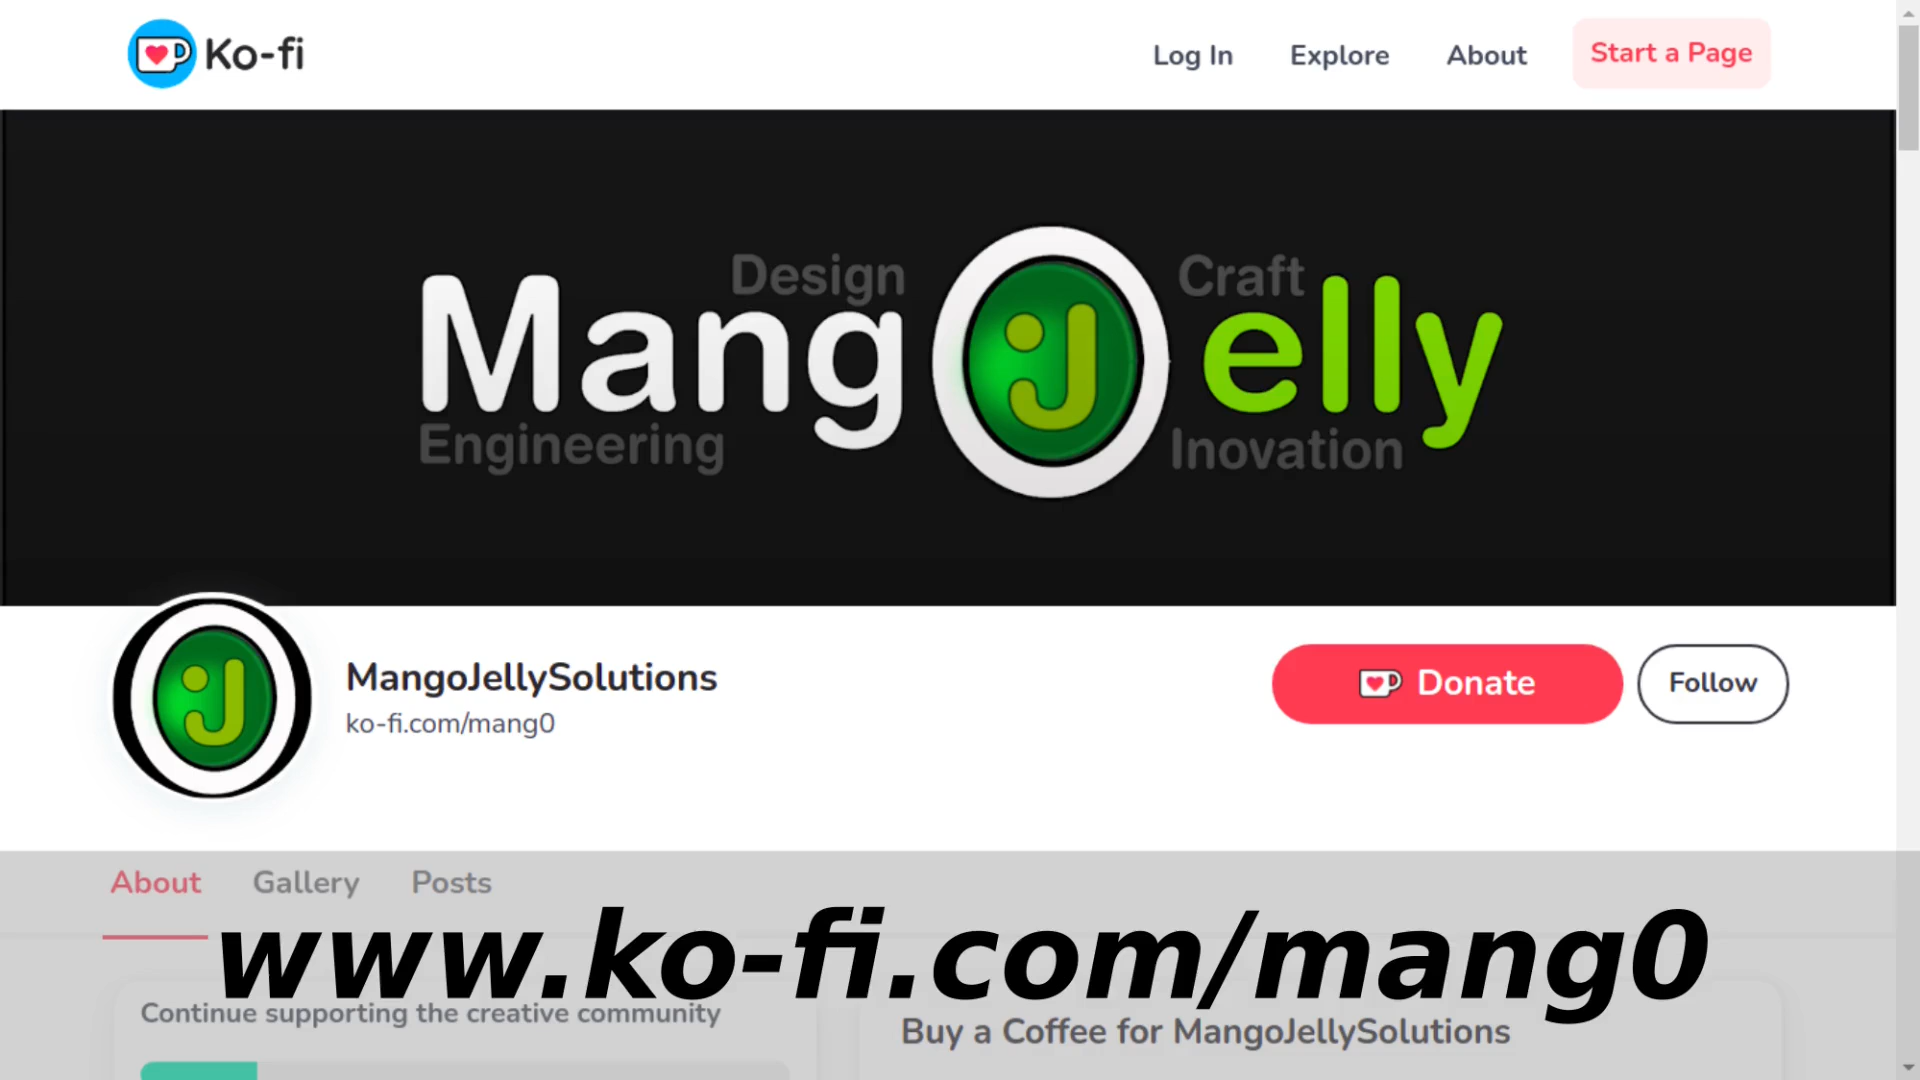 Ko-fi
Log In Explore About Start a Page
Design Craft
Mang J elly
Engineering Inovation
MangoJellySolutions
ko-fi.com/mang0
Donate
Follow
About Gallery Posts
www.ko-fi.com/mang0
Continue supporting the creative community
Buy a Coffee for MangoJellySolutions